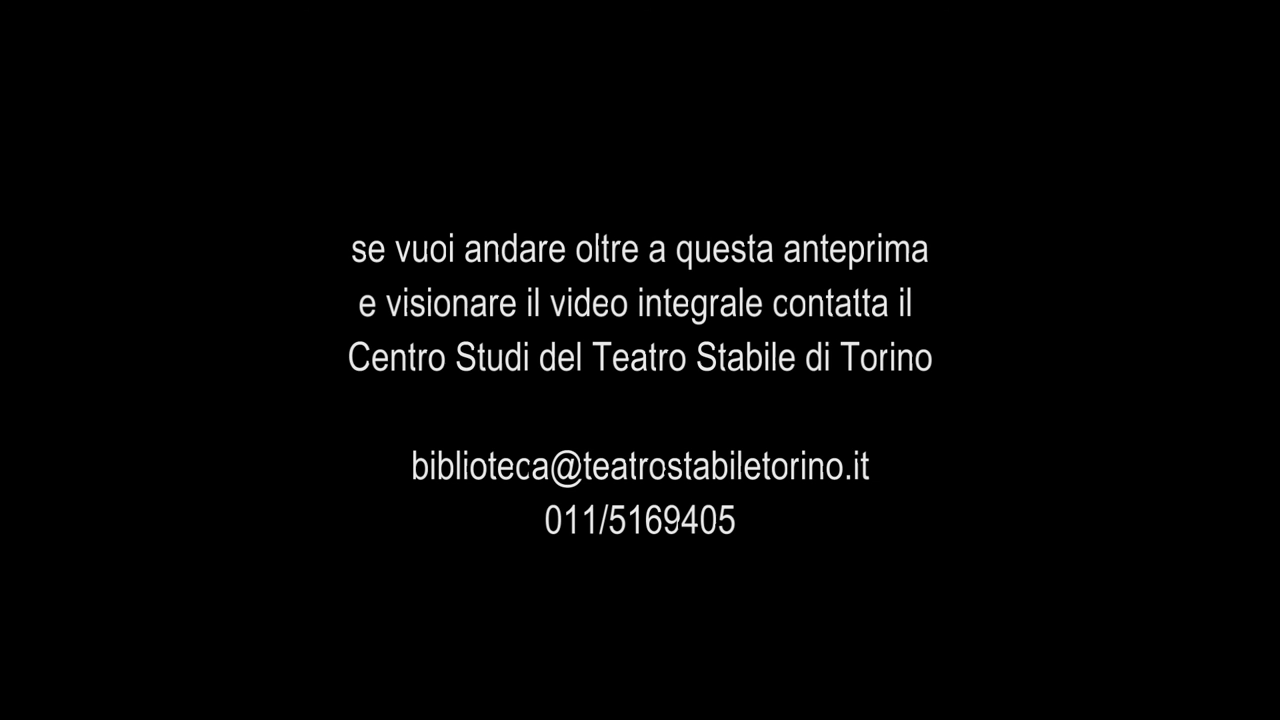 se vuoi andare oltre a questa anteprima
e visionare il video integrale contatta il
Centro Studi del Teatro Stabile di Torino
biblioteca@teatrostabiletorino.it
011/5169405